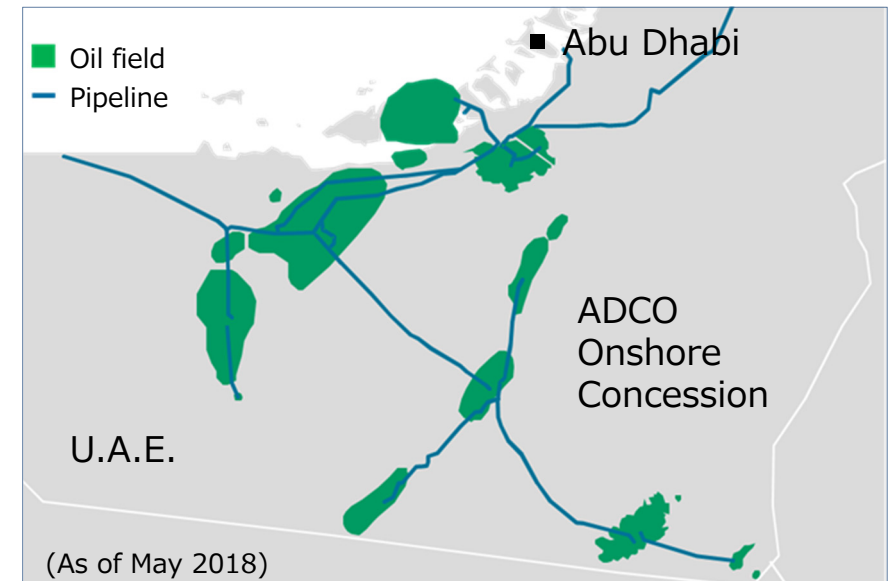 Abu Dhabi
Oil field
Pipeline
ADCO
Onshore
Concession
U.A.E.
(As of May 2018)